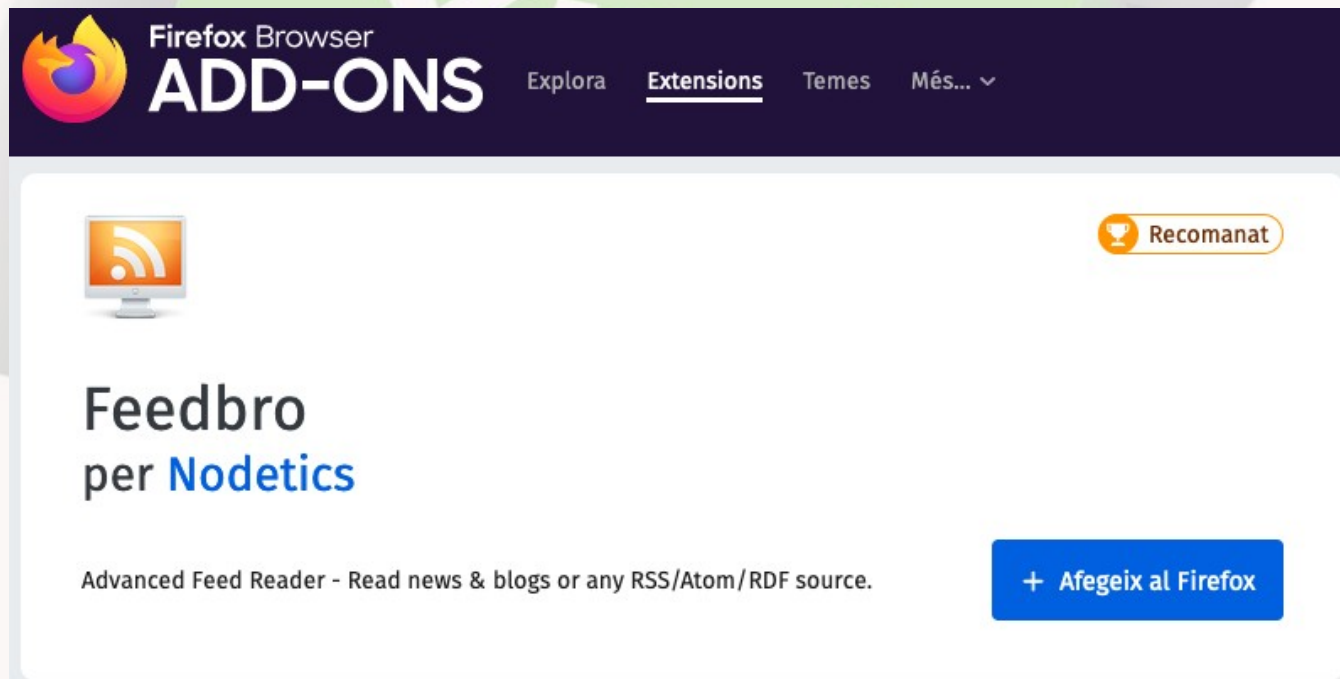 Firefox Browser
ADD-ONS
Explora Extensions Temes Més...
Recomanat
Feedbro
per Nodetics
Advanced Feed Reader - Read news & blogs or any RSS/Atom/RDF source.
+ Afegeix al Firefox